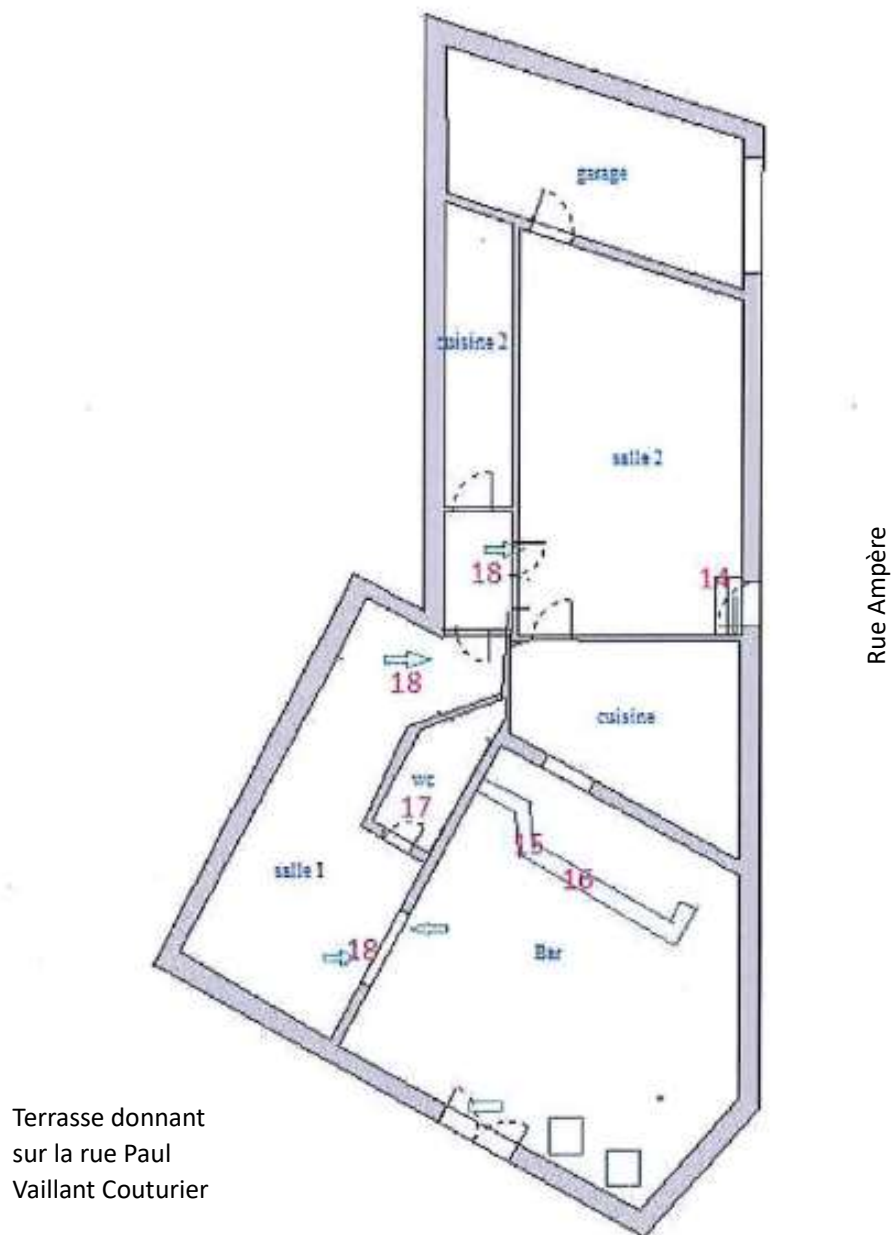 garage
cuisine 2
salle 2
Rue Ampère
18
14
18
cuisine
wc
17
15
16
salle 1
18
Bar
Terrasse donnant
sur la rue Paul
Vaillant Couturier